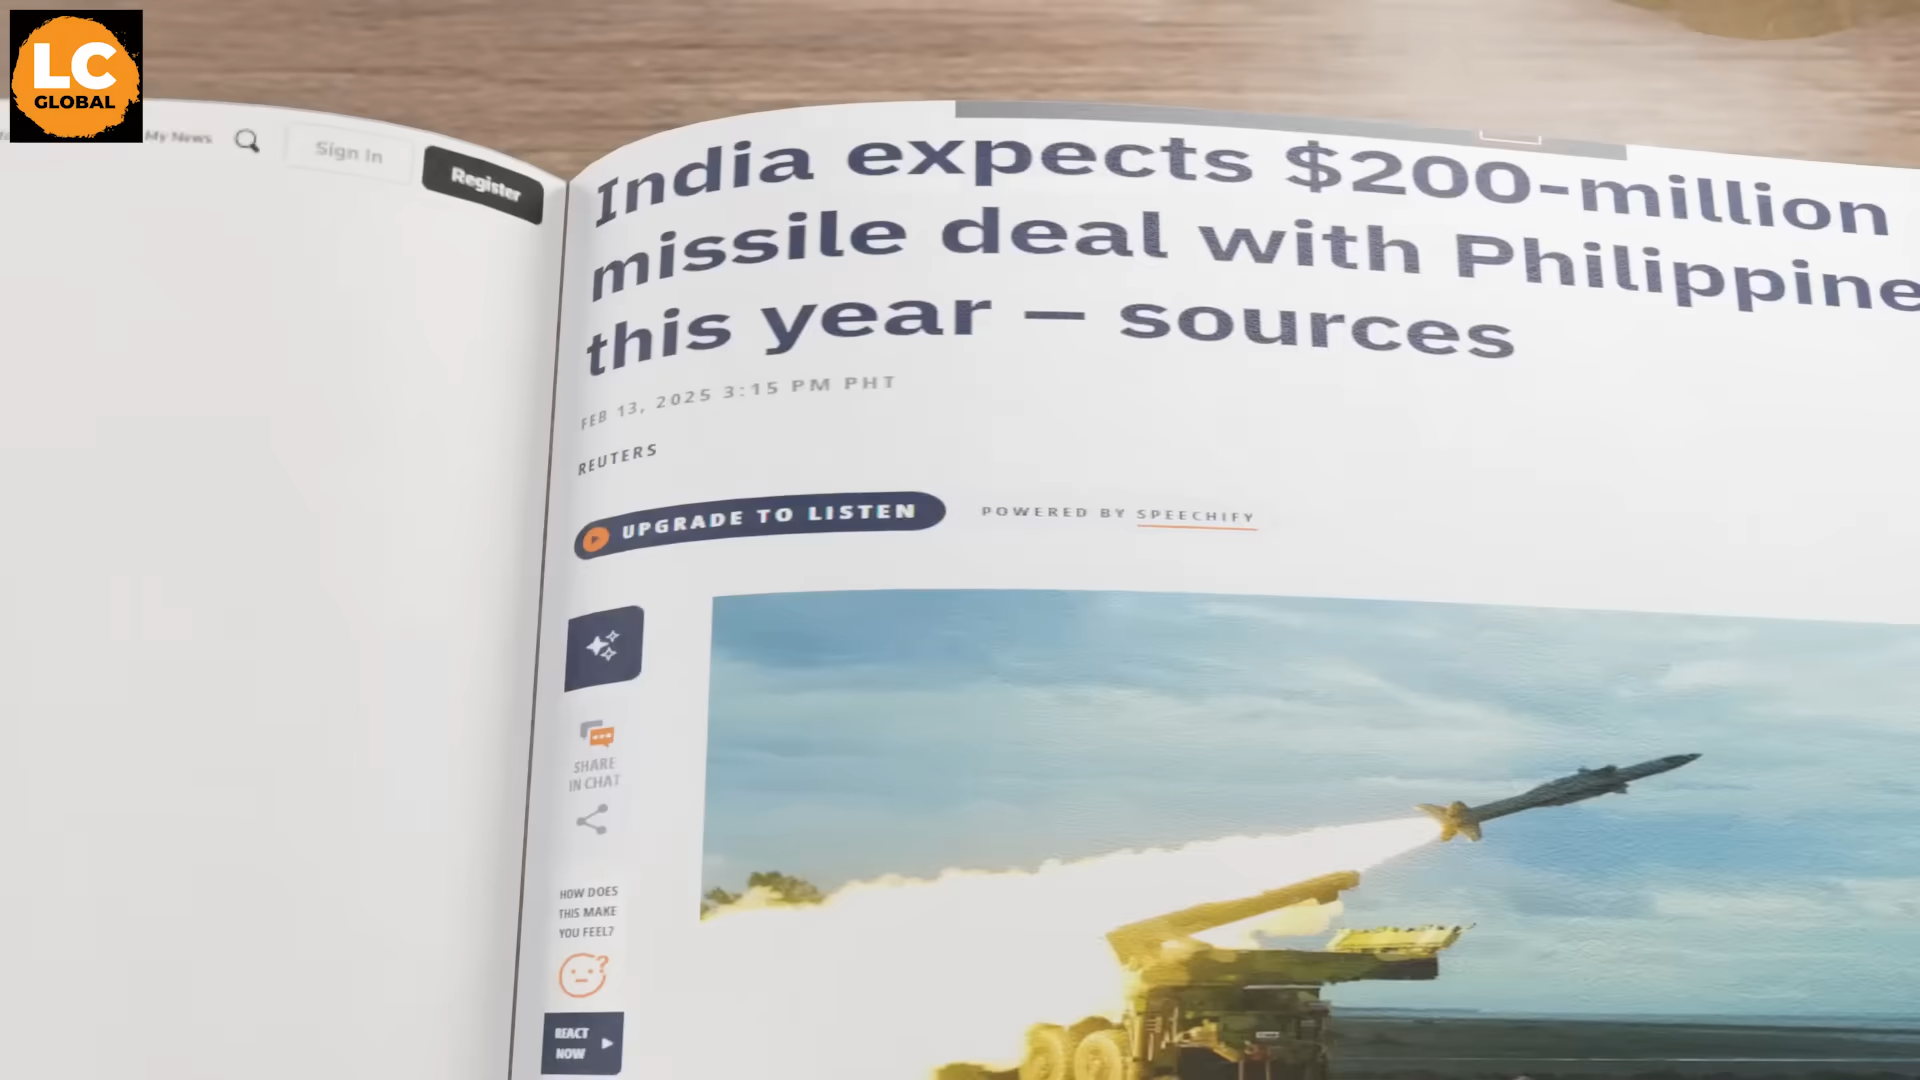 LC
GLOBAL
My News
Sign In
Register
India expects $200-million
missile deal with Philippine
this year – sources
FEB 13, 2025 3:15 PM PHT
REUTERS
UPGRADE TO LISTEN
POWERED BY SPEECHIFY
SHARE
IN CHAT
HOW DOES
THIS MAKE
YOU FEEL?
?
REACT
NOW